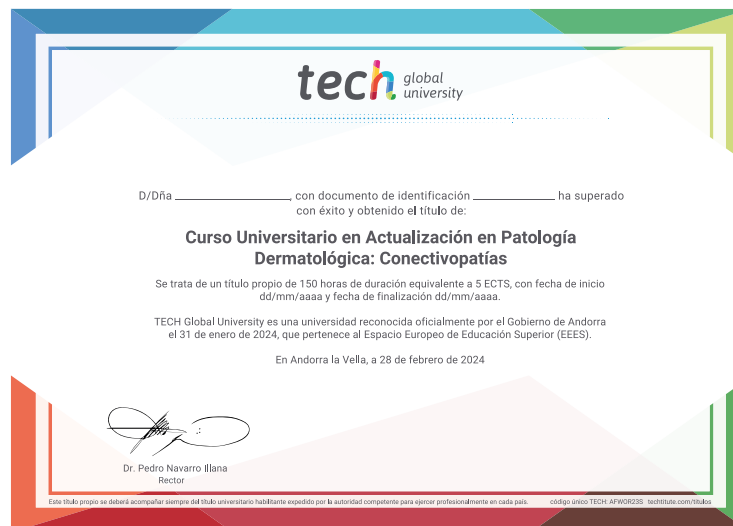 tech global university
D/Dña ____________________, con documento de identificación ______________ ha superado
con éxito y obtenido el título de:
Curso Universitario en Actualización en Patología
Dermatológica: Conectivopatías
Se trata de un título propio de 150 horas de duración equivalente a 5 ECTS, con fecha de inicio
dd/mm/aaaa y fecha de finalización dd/mm/aaaa.
TECH Global University es una universidad reconocida oficialmente por el Gobierno de Andorra
el 31 de enero de 2024, que pertenece al Espacio Europeo de Educación Superior (EEES).
En Andorra la Vella, a 28 de febrero de 2024
Dr. Pedro Navarro Illana
Rector
Este título propio se deberá acompañar siempre del título universitario habilitante expedido por la autoridad competente para ejercer profesionalmente en cada país. código único TECH: AFWOR23S techtitute.com/titulos